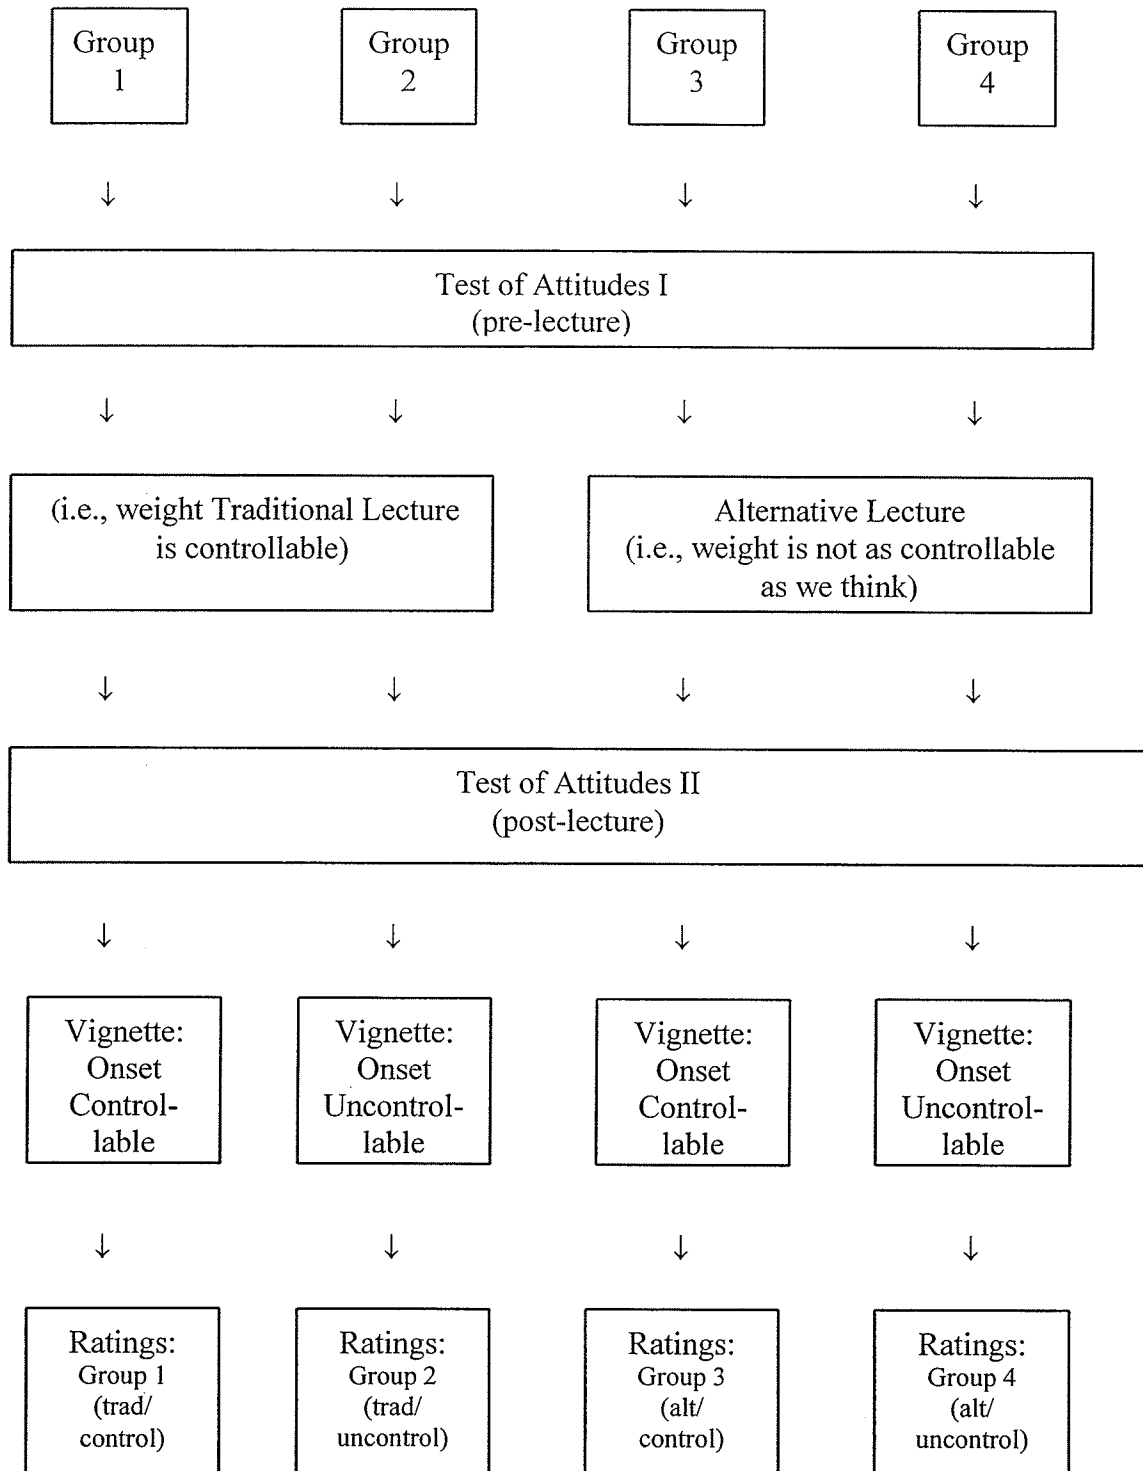 Group
1
Group
2
Group
3
Group
4
Test of Attitudes I
(pre-lecture)
(i.e., weight Traditional Lecture
is controllable)
Alternative Lecture
(i.e., weight is not as controllable
as we think)
Test of Attitudes II
(post-lecture)
Vignette:
Onset
Control-
lable
Vignette:
Onset
Uncontrol-
lable
Vignette:
Onset
Control-
lable
Vignette:
Onset
Uncontrol-
lable
Ratings:
Group 1
(trad/
control)
Ratings:
Group 2
(trad/
uncontrol)
Ratings:
Group 3
(alt/
control)
Ratings:
Group 4
(alt/
uncontrol)